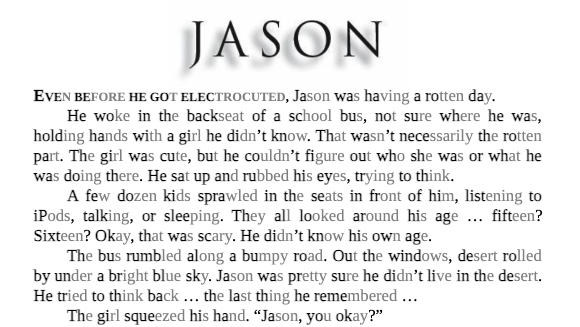 JASON
EVEN BEFORE HE GOT ELECTROCUTED, Jason was having a rotten day.
He woke in the backseat of a school bus, not sure where he was,
holding hands with a girl he didn’t know. That wasn’t necessarily the rotten
part. The girl was cute, but he couldn’t figure out who she was or what he
was doing there. He sat up and rubbed his eyes, trying to think.
A few dozen kids sprawled in the seats in front of him, listening to
iPods, talking, or sleeping. They all looked around his age … fifteen?
Sixteen? Okay, that was scary. He didn’t know his own age.
The bus rumbled along a bumpy road. Out the windows, desert rolled
by under a bright blue sky. Jason was pretty sure he didn’t live in the desert.
He tried to think back … the last thing he remembered …
The girl squeezed his hand. “Jason, you okay?”